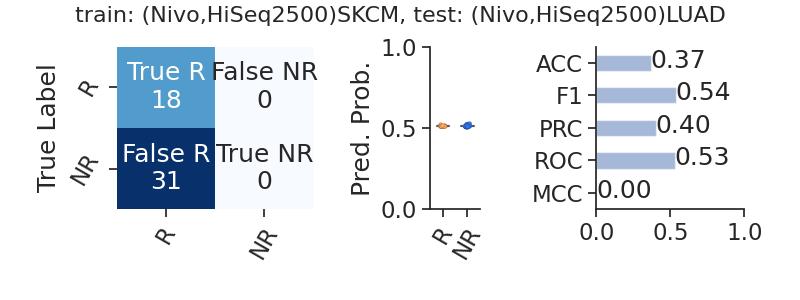 train: (Nivo,HiSeq2500)SKCM, test: (Nivo,HiSeq2500)LUAD
True Label
R
NR
True R
18
False NR
0
False R
31
True NR
0
R
NR
Pred. Prob.
1.0
0.5
0.0
R
NR
ACC
0.37
F1
0.54
PRC
0.40
ROC
0.53
MCC
0.00
0.0
0.5
1.0